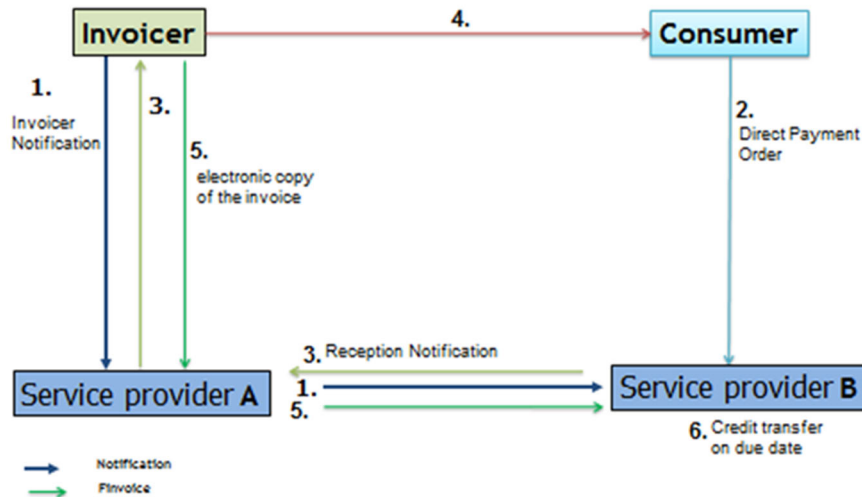 Invoicer
4.
Consumer
1.
Invoicer
Notification
3.
5.
electronic copy
of the invoice
2.
Direct Payment
Order
3. Reception Notification
Service provider A
1.
5.
Service provider B
6. Credit transfer
on due date
Notification
Finvoice